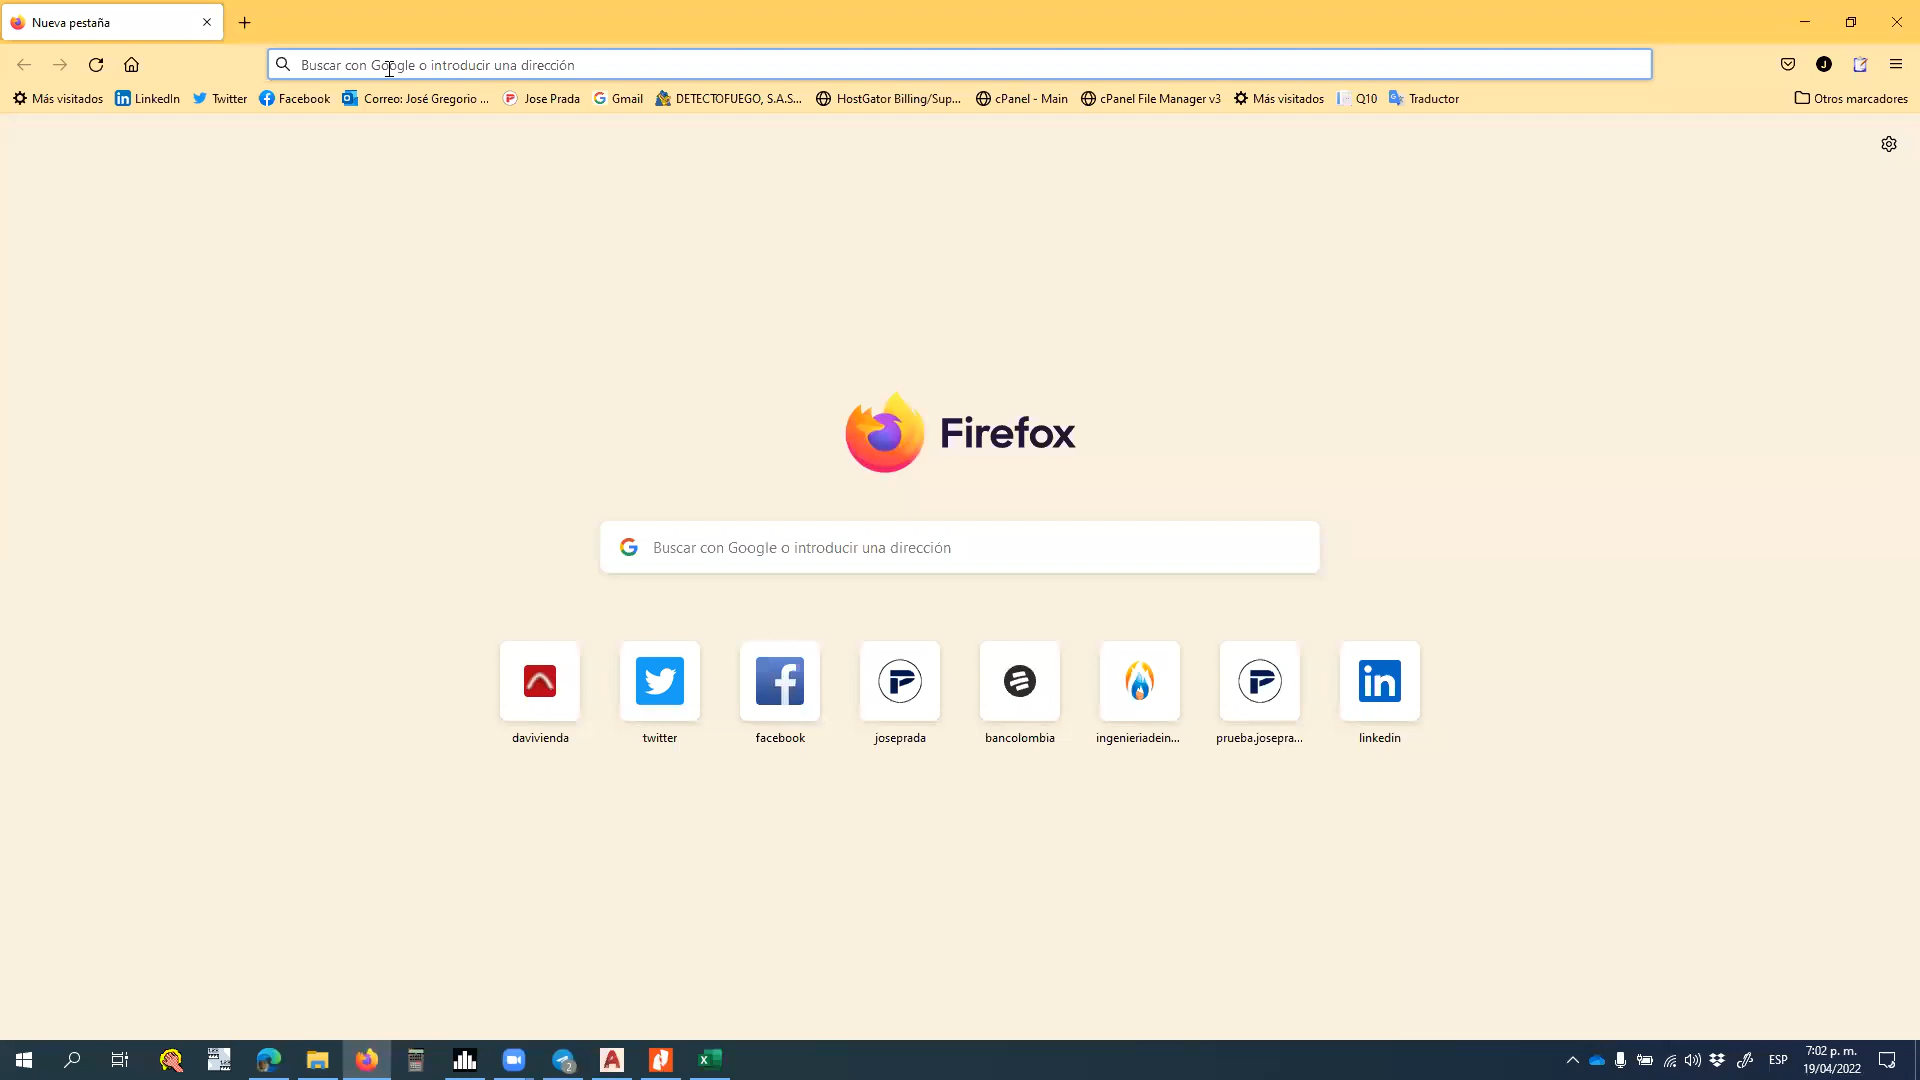 Nueva pestaña
Buscar con Google o introducir una dirección
Más visitados LinkedIn Twitter Facebook Correo: José Gregorio ... Jose Prada Gmail DETECTOFUEGO, S.A.S... HostGator Billing/Sup... cPanel - Main cPanel File Manager v3 Más visitados Q10 Traductor Otros marcadores
Firefox
Buscar con Google o introducir una dirección
davivienda twitter facebook joseprada bancolombia ingenieriadein... prueba.josepra... linkedin
ESP 7:02 p. m.
19/04/2022